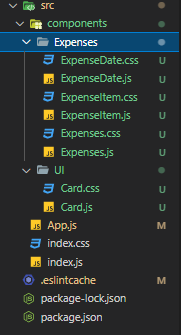 src
components
Expenses
ExpenseDate.css U
ExpenseDate.js U
ExpenseItem.css U
ExpenseItem.js U
Expenses.css U
Expenses.js U
UI
Card.css U
Card.js U
App.js M
index.css
index.js
.eslintcache M
package-lock.json
package.json